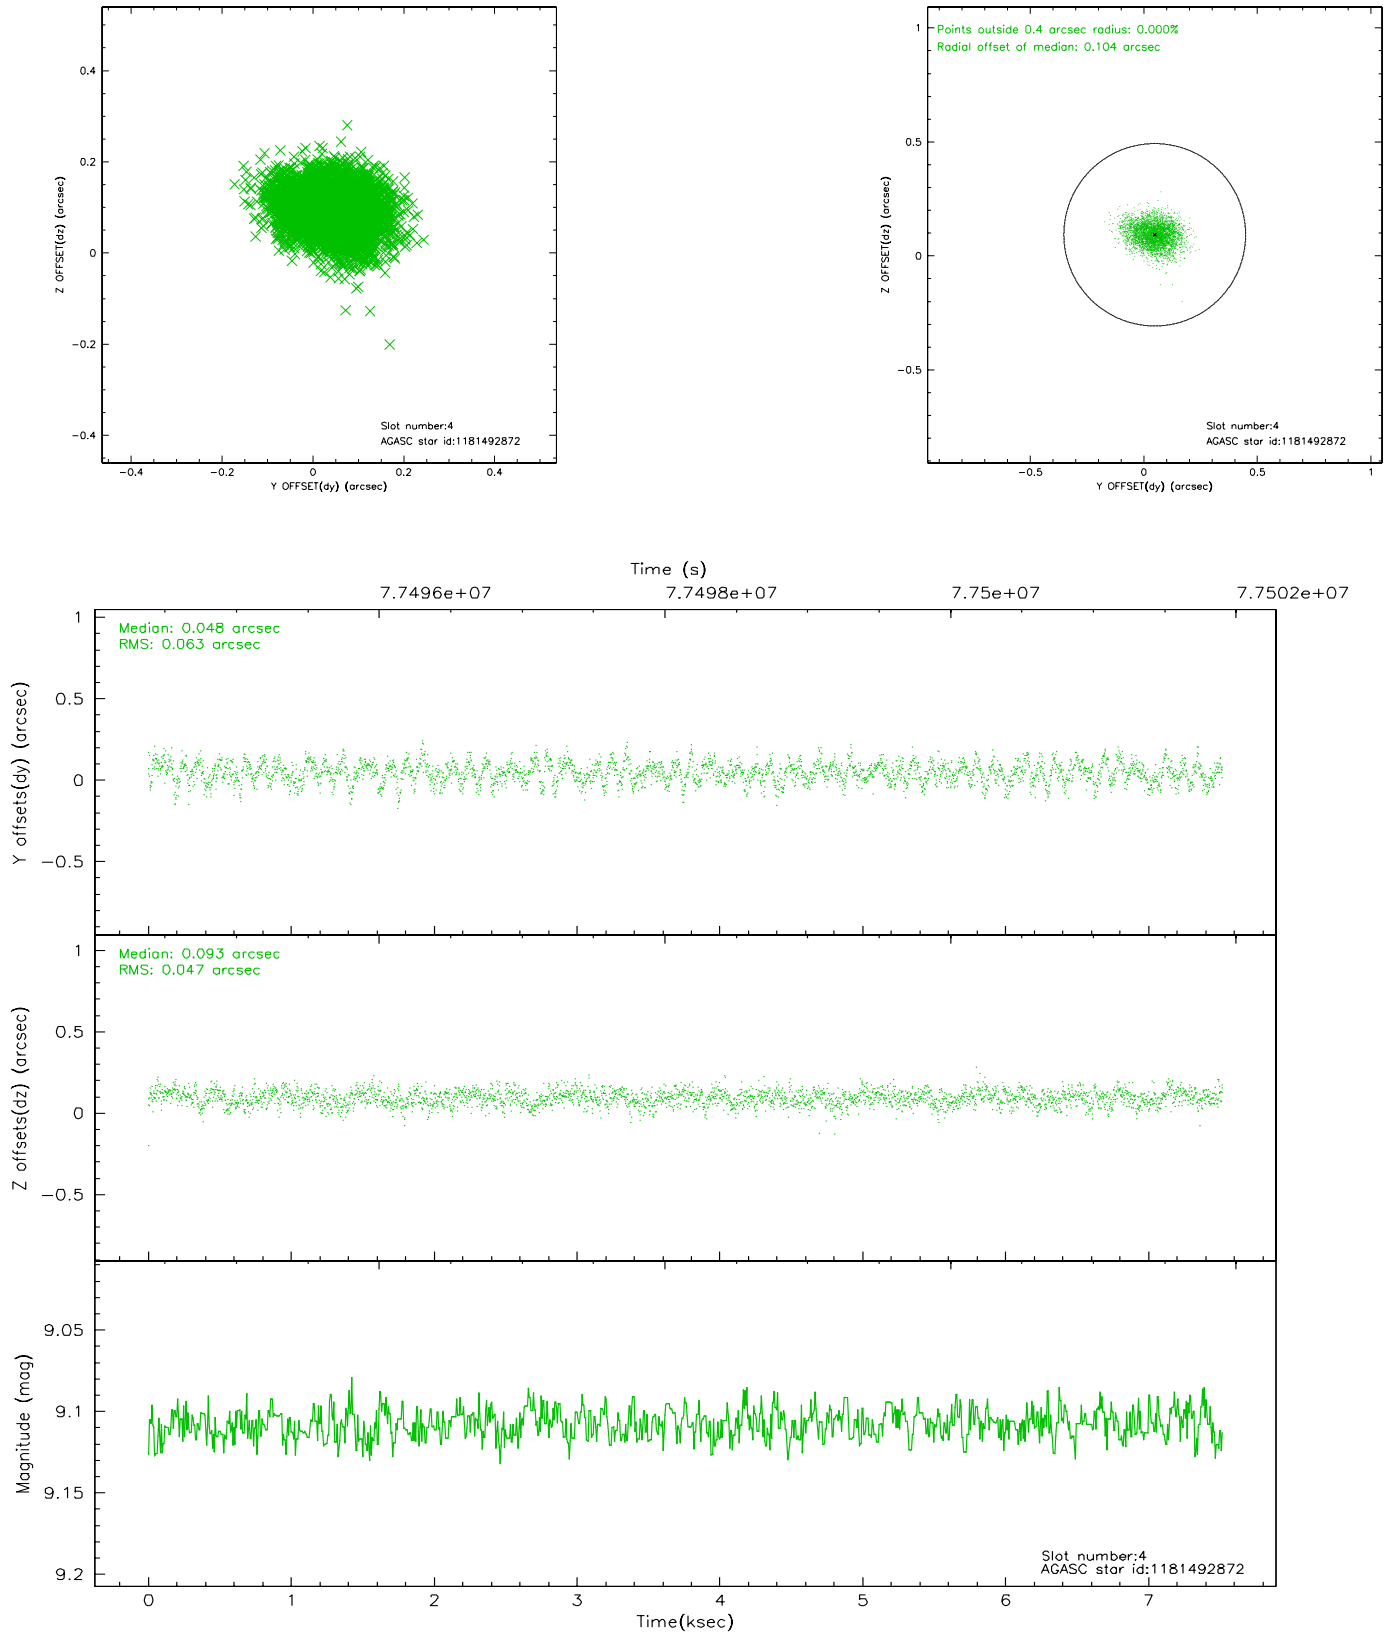 0.4
0.2
0
−0.2
−0.4
Z OFFSET(dz) (arcsec)
Slot number:4
AGASC star id:1181492872
−0.4 −0.2 0 0.2 0.4
Y OFFSET(dy) (arcsec)
Points outside 0.4 arcsec radius: 0.000%
Radial offset of median: 0.104 arcsec
1
0.5
0
−0.5
Z OFFSET(dz) (arcsec)
Slot number:4
AGASC star id:1181492872
−0.5 0 0.5 1
Y OFFSET(dy) (arcsec)
Time (s)
7.7496e+07 7.7498e+07 7.75e+07 7.7502e+07
Median: 0.048 arcsec
RMS: 0.063 arcsec
1
0.5
0
−0.5
Y offsets(dy) (arcsec)
Median: 0.093 arcsec
RMS: 0.047 arcsec
1
0.5
0
−0.5
Z offsets(dz) (arcsec)
9.05
9.1
9.15
9.2
Magnitude (mag)
Slot number:4
AGASC star id:1181492872
0 1 2 3 4 5 6 7
Time(ksec)